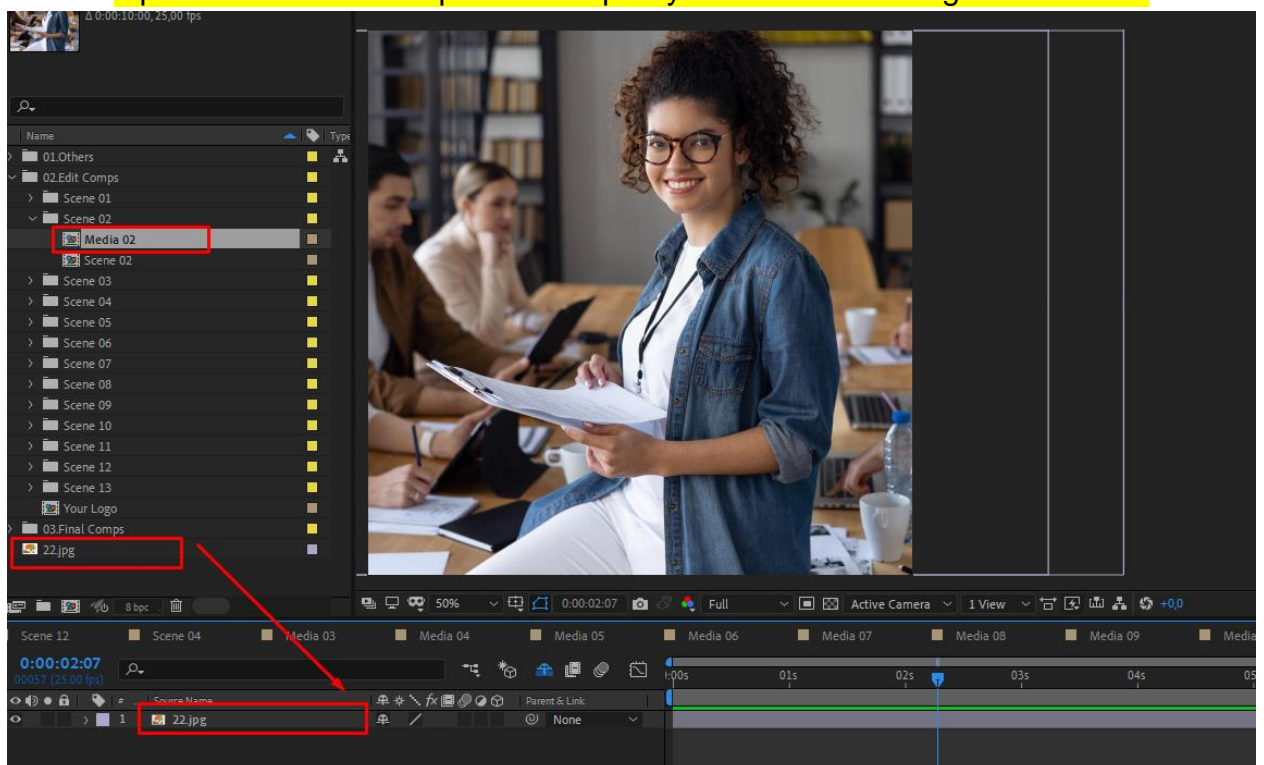 Δ 0:00:10:00, 25,00 fps
Name Type
01.Others
02.Edit Comps
Scene 01
Scene 02
Media 02
Scene 02
Scene 03
Scene 04
Scene 05
Scene 06
Scene 07
Scene 08
Scene 09
Scene 10
Scene 11
Scene 12
Scene 13
Your Logo
03.Final Comps
22.jpg
8 bpc
50% 0:00:02:07 Full Active Camera 1 View +0,0
Scene 12 Scene 04 Media 03 Media 04 Media 05 Media 06 Media 07 Media 08 Media 09 Media
0:00:02:07
00057 (25.00 fps)
:00s 01s 02s 03s 04s 05
# Source Name Parent & Link
1 22.jpg None